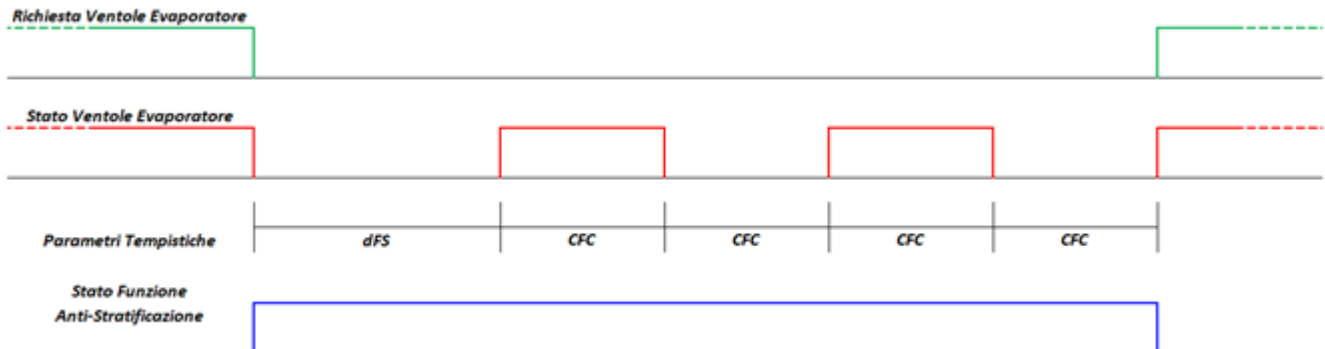 Richiesta Ventole Evaporatore
Stato Ventole Evaporatore
Parametri Tempistiche dFS CFC CFC CFC CFC
Stato Funzione
Anti-Stratificazione